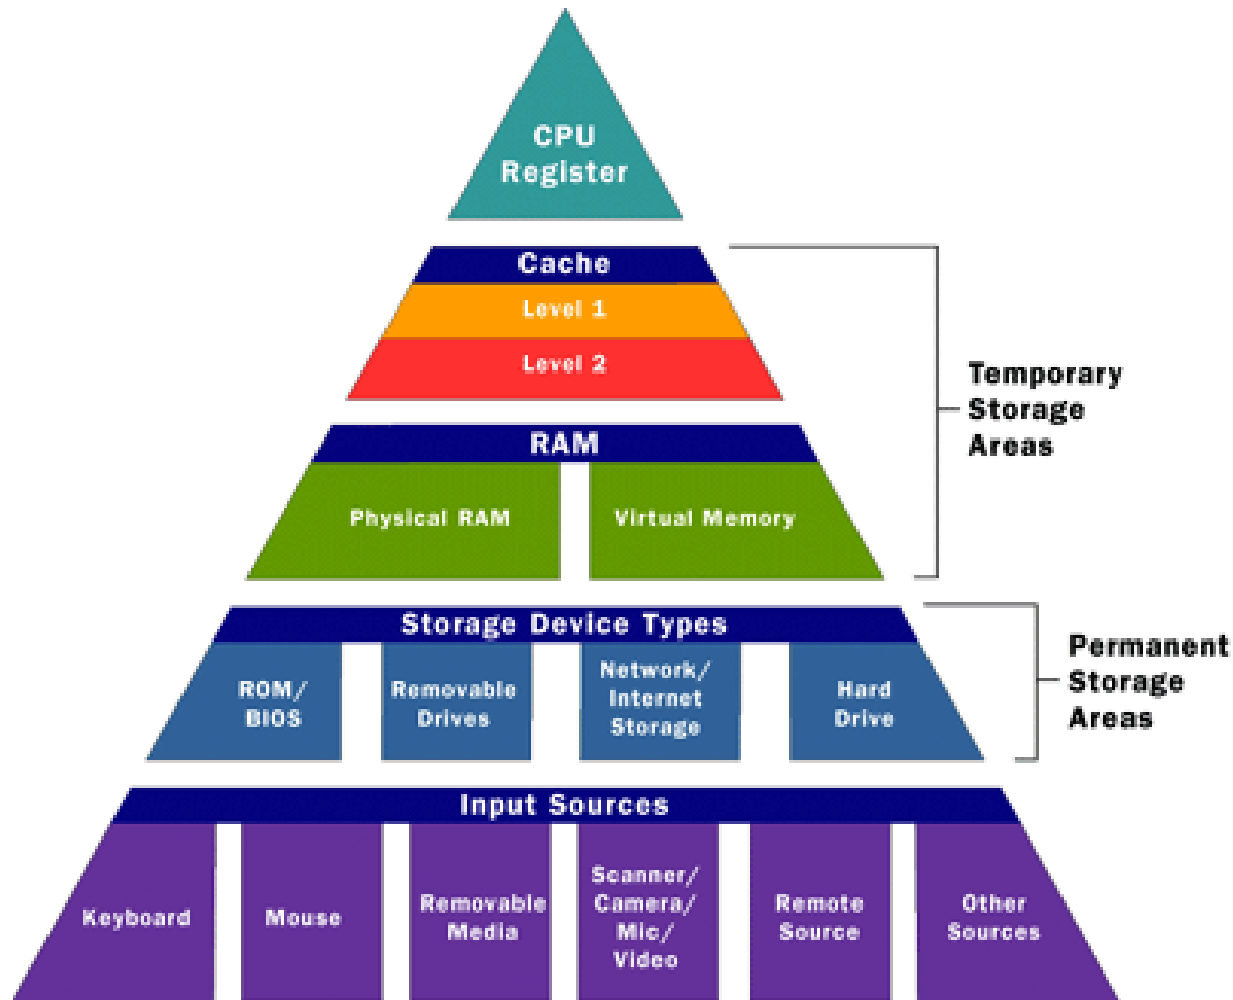 CPU
Register
Cache
Level 1
Level 2
Temporary
Storage
Areas
RAM
Physical RAM
Virtual Memory
Storage Device Types
ROM/
BIOS
Removable
Drives
Network/
Internet
Storage
Hard
Drive
Permanent
Storage
Areas
Input Sources
Keyboard
Mouse
Removable
Media
Scanner/
Camera/
Mic/
Video
Remote
Source
Other
Sources